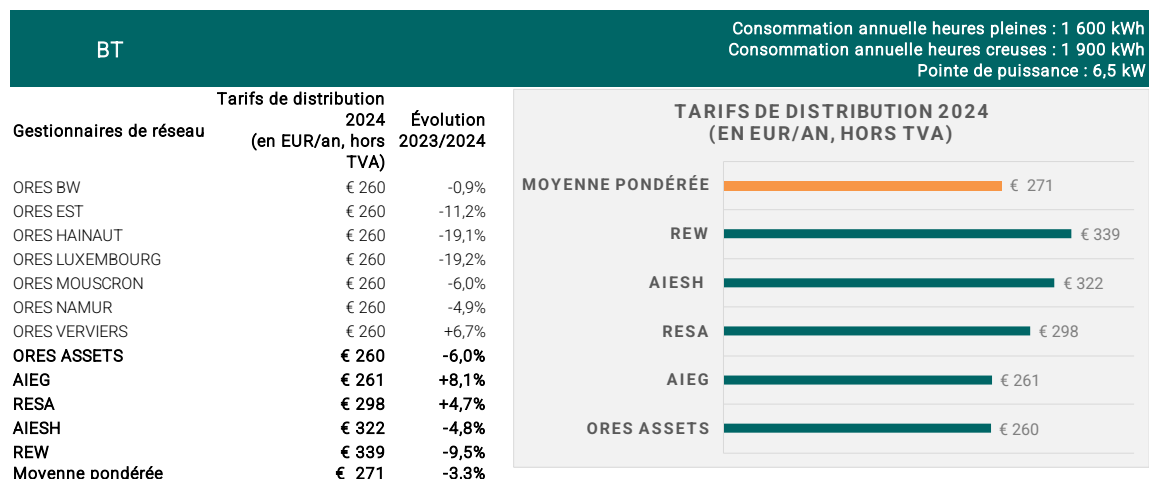 BT
Consommation annuelle heures pleines : 1 600 kWh
Consommation annuelle heures creuses : 1 900 kWh
Pointe de puissance : 6,5 kW
Gestionnaires de réseau
Tarifs de distribution
2024
(en EUR/an, hors
TVA)
Évolution
2023/2024
ORES BW € 260 -0,9%
ORES EST € 260 -11,2%
ORES HAINAUT € 260 -19,1%
ORES LUXEMBOURG € 260 -19,2%
ORES MOUSCRON € 260 -6,0%
ORES NAMUR € 260 -4,9%
ORES VERVIERS € 260 +6,7%
ORES ASSETS € 260 -6,0%
AIEG € 261 +8,1%
RESA € 298 +4,7%
AIESH € 322 -4,8%
REW € 339 -9,5%
Moyenne pondérée € 271 -3,3%
TARIFS DE DISTRIBUTION 2024
(EN EUR/AN, HORS TVA)
MOYENNE PONDÉRÉE € 271
REW € 339
AIESH € 322
RESA € 298
AIEG € 261
ORES ASSETS € 260